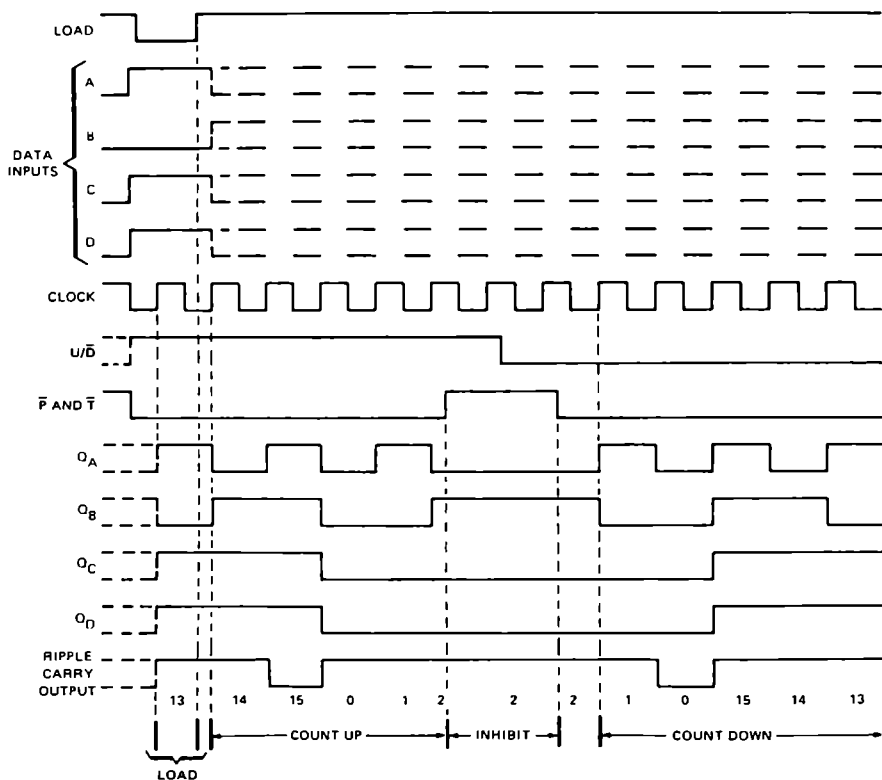 LOAD
A
B
DATA
INPUTS
C
D
CLOCK
U/D̅
P̅ AND T̅
QA
QB
QC
QD
RIPPLE
CARRY
OUTPUT
13 14 15 0 1 2 2 2 1 0 15 14 13
COUNT UP INHIBIT COUNT DOWN
LOAD